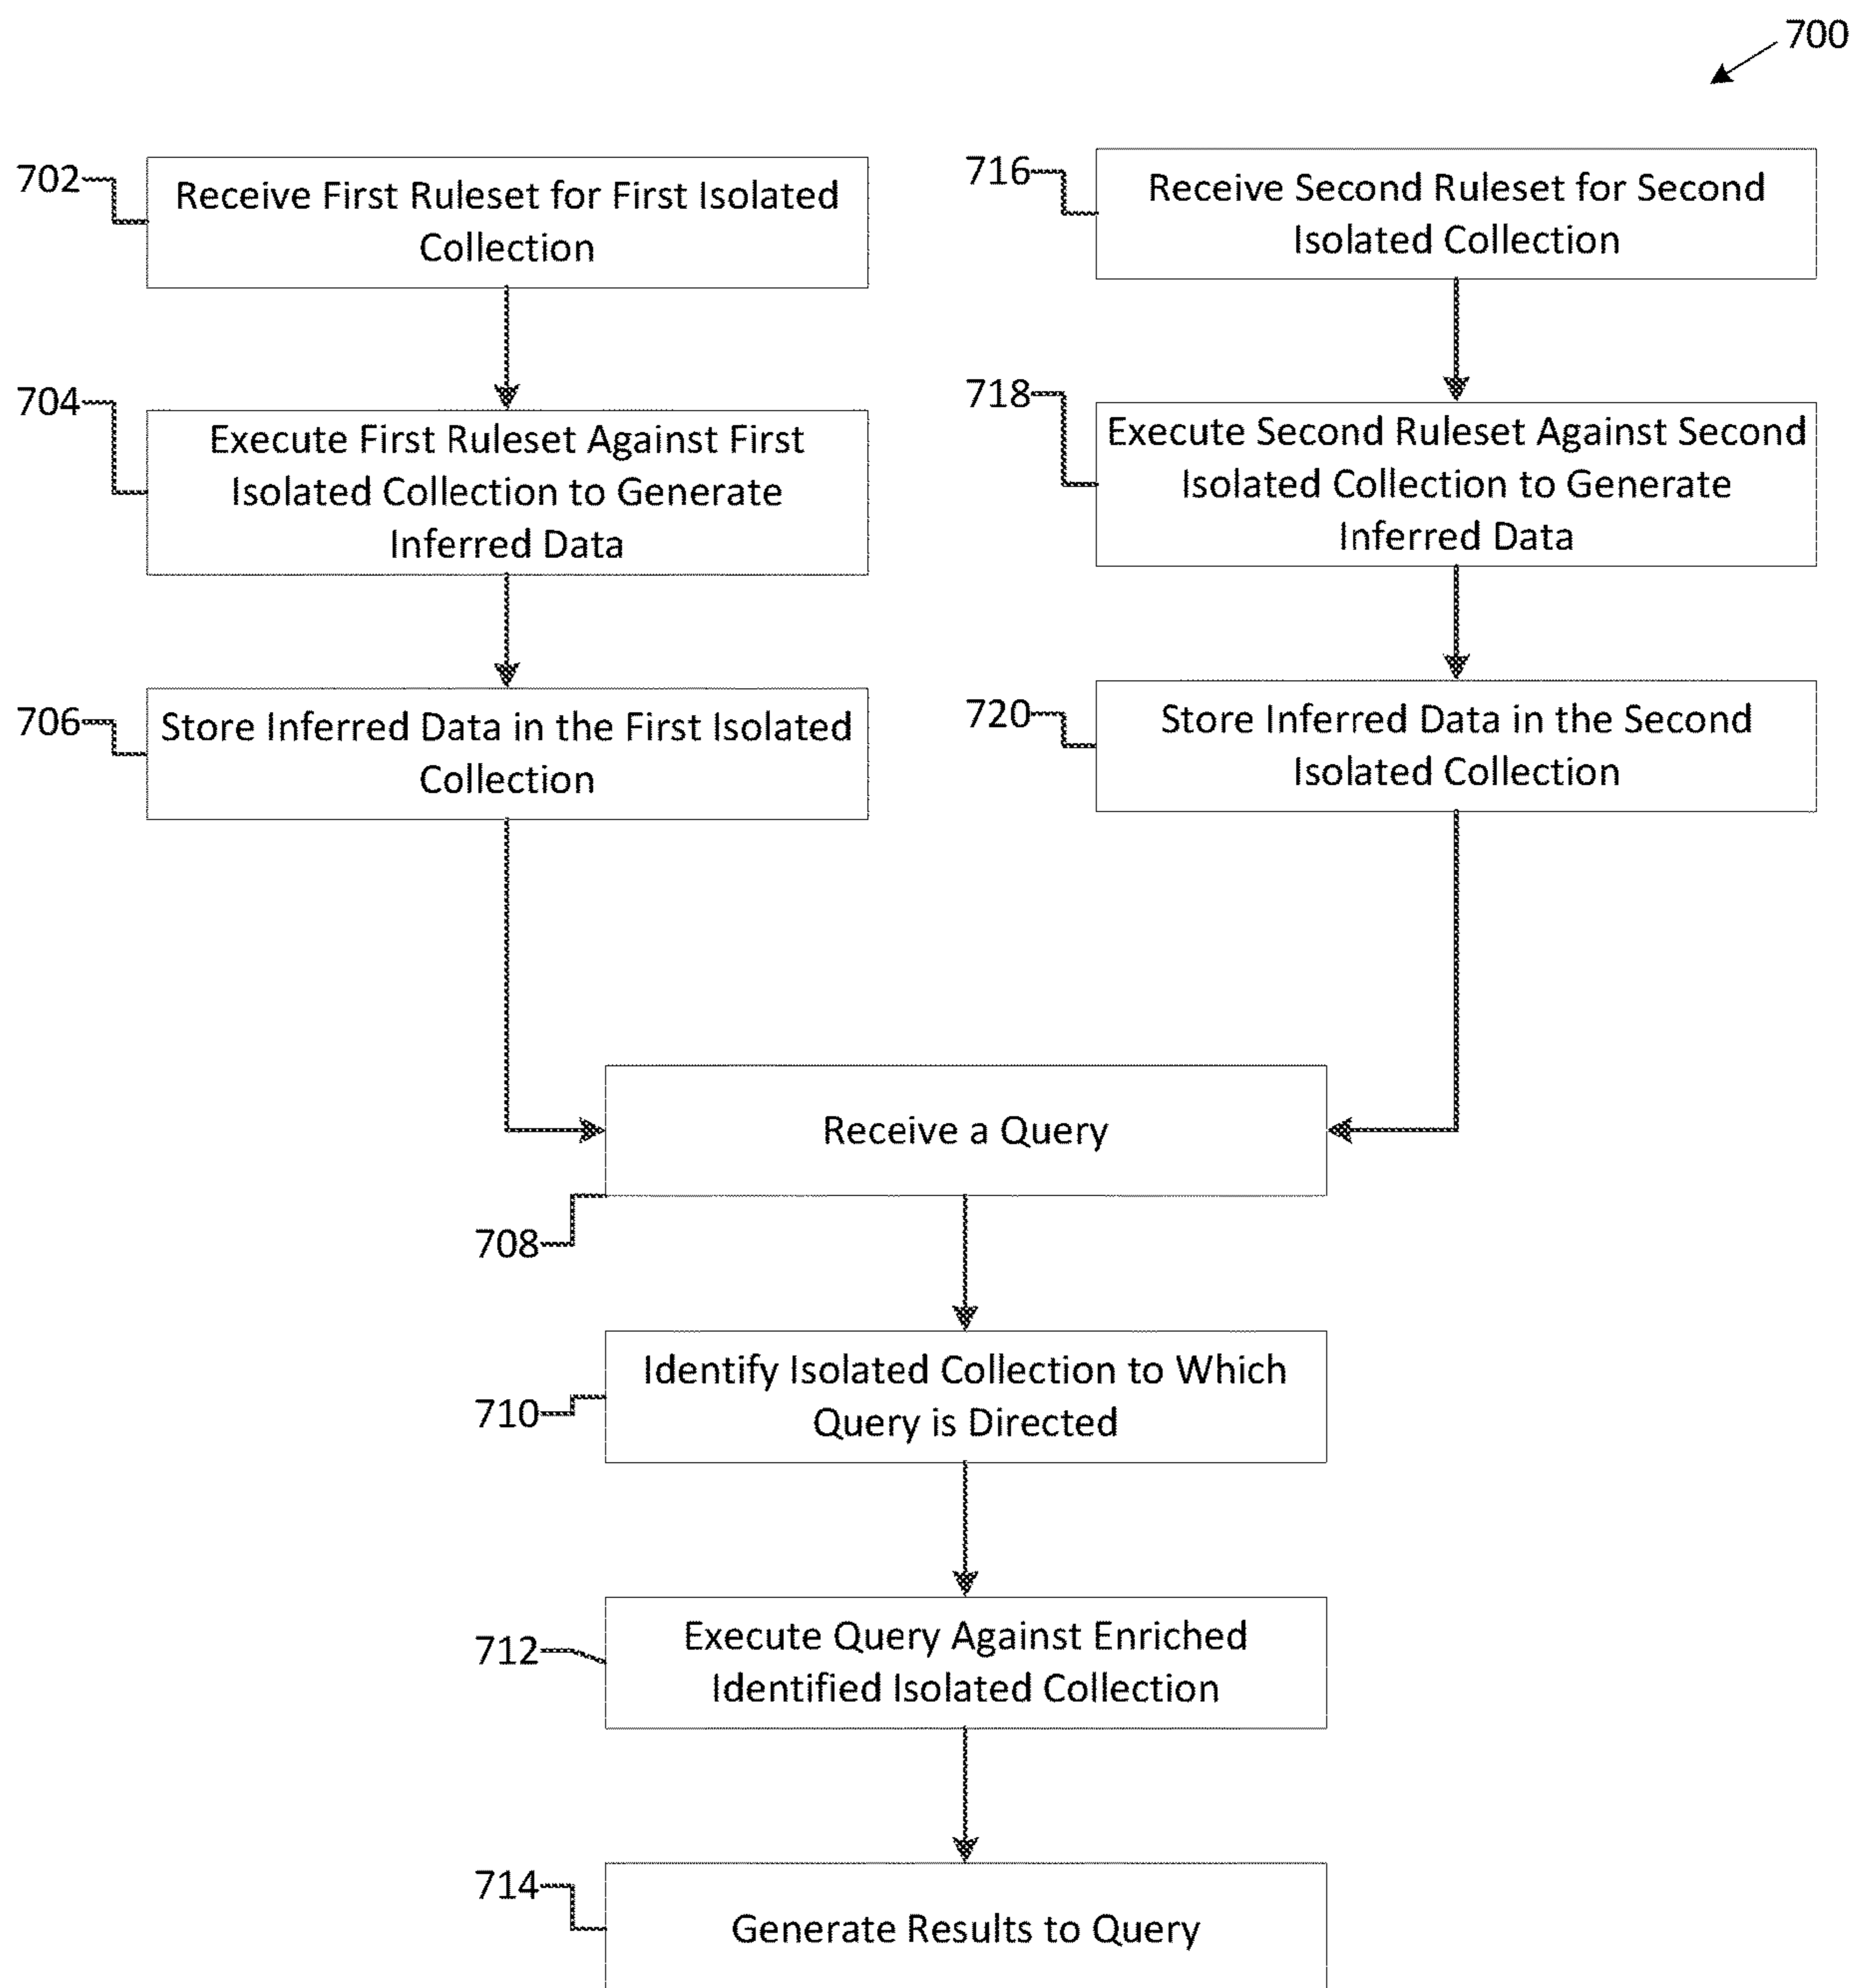 700
702
Receive First Ruleset for First Isolated
Collection
704
Execute First Ruleset Against First
Isolated Collection to Generate
Inferred Data
706
Store Inferred Data in the First Isolated
Collection
716
Receive Second Ruleset for Second
Isolated Collection
718
Execute Second Ruleset Against Second
Isolated Collection to Generate
Inferred Data
720
Store Inferred Data in the Second
Isolated Collection
Receive a Query
708
Identify Isolated Collection to Which
Query is Directed
710
712
Execute Query Against Enriched
Identified Isolated Collection
714
Generate Results to Query